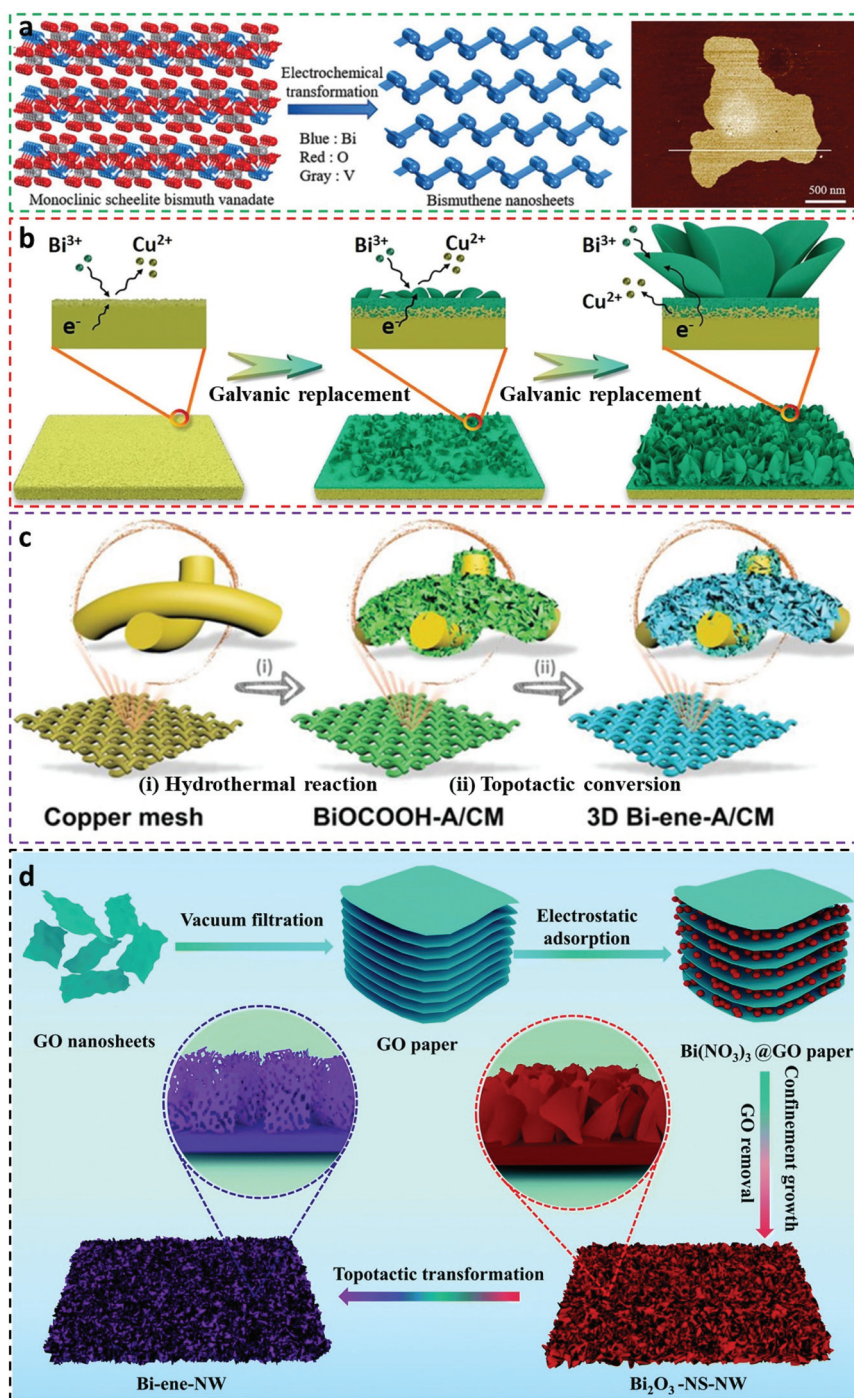 a
Electrochemical
transformation
Blue : Bi
Red : O
Gray : V
Monoclinic scheelite bismuth vanadate
Bismuthene nanosheets
500 nm
b
Bi³⁺
Cu²⁺
e⁻
Bi³⁺
Cu²⁺
e⁻
Bi³⁺
Cu²⁺
e⁻
Galvanic replacement
Galvanic replacement
c
(i)
(ii)
(i) Hydrothermal reaction
(ii) Topotactic conversion
Copper mesh
BiOCOOH-A/CM
3D Bi-ene-A/CM
d
Vacuum filtration
Electrostatic
adsorption
GO nanosheets
GO paper
Bi(NO₃)₃ @GO paper
Confinement growth
GO removal
Topotactic transformation
Bi-ene-NW
Bi₂O₃ -NS-NW